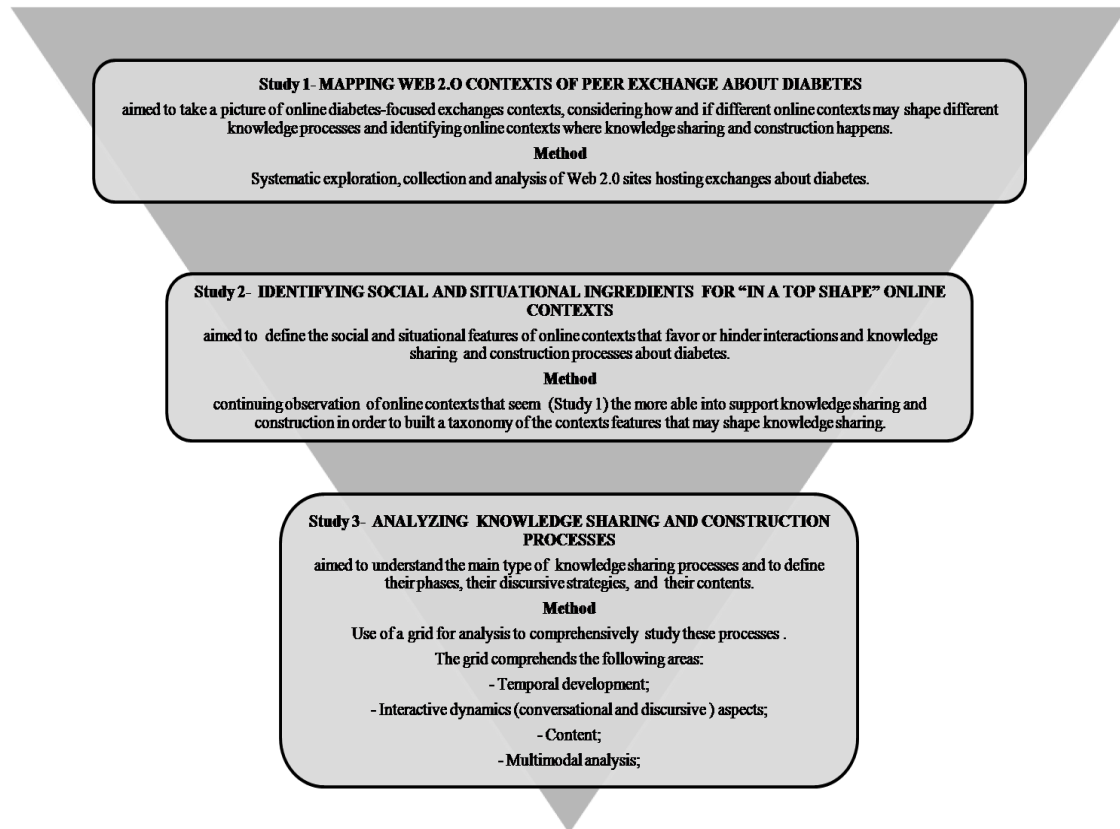 Study 1- MAPPING WEB 2.O CONTEXTS OF PEER EXCHANGE ABOUT DIABETES
aimed to take a picture of online diabetes-focused exchanges contexts, considering how and if different online contexts may shape different
knowledge processes and identifying online contexts where knowledge sharing and construction happens.
Method
Systematic exploration, collection and analysis of Web 2.0 sites hosting exchanges about diabetes.
Study 2- IDENTIFYING SOCIAL AND SITUATIONAL INGREDIENTS FOR “IN A TOP SHAPE” ONLINE
CONTEXTS
aimed to define the social and situational features of online contexts that favor or hinder interactions and knowledge
sharing and construction processes about diabetes.
Method
continuing observation of online contexts that seem (Study 1) the more able into support knowledge sharing and
construction in order to built a taxonomy of the contexts features that may shape knowledge sharing.
Study 3- ANALYZING KNOWLEDGE SHARING AND CONSTRUCTION
PROCESSES
aimed to understand the main type of knowledge sharing processes and to define
their phases, their discursive strategies, and their contents.
Method
Use of a grid for analysis to comprehensively study these processes .
The grid comprehends the following areas:
- Temporal development;
- Interactive dynamics (conversational and discursive ) aspects;
- Content;
- Multimodal analysis;